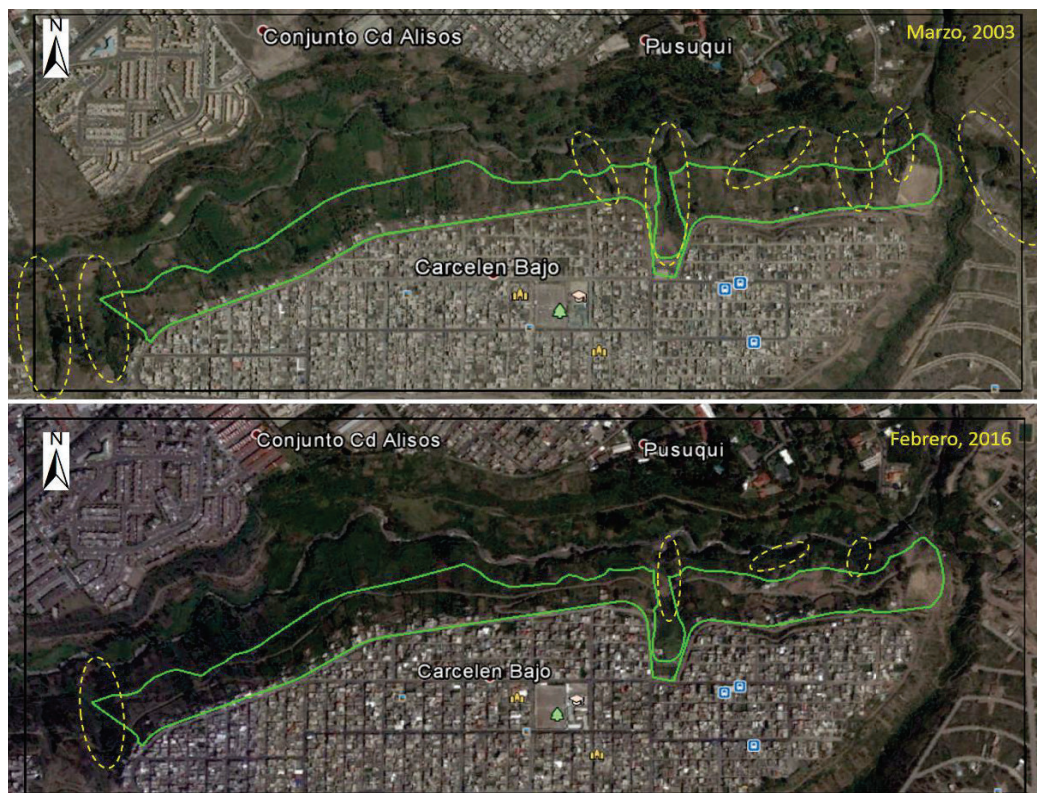 N
Conjunto Cd Alisos
Pusuqui
Marzo, 2003
Carcelen Bajo
N
Conjunto Cd Alisos
Pusuqui
Febrero, 2016
Carcelen Bajo